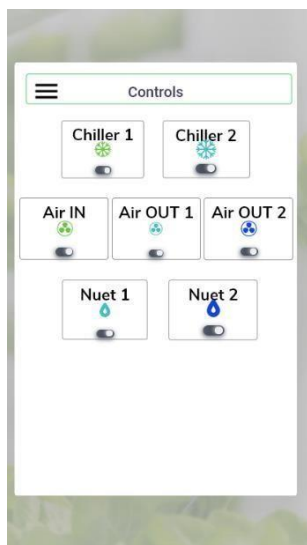 Controls
Chiller 1 Chiller 2
Air IN Air OUT 1 Air OUT 2
Nuet 1 Nuet 2